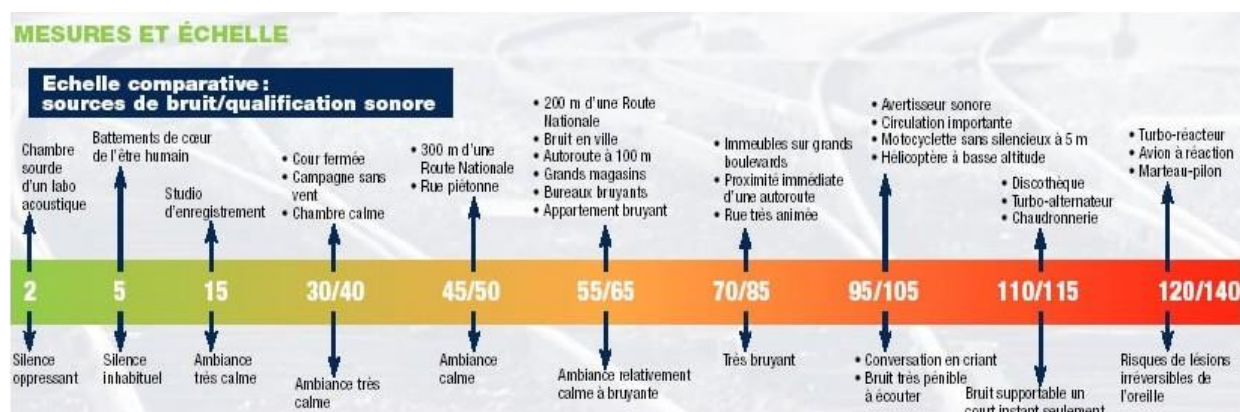 MESURES ET ÉCHELLE
Echelle comparative :
sources de bruit/qualification sonore
Chambre
sourde
d'un labo
acoustique
Battements de cœur
de l'être humain
Studio
d'enregistrement
• Cour fermée
• Campagne sans
vent
• Chambre calme
• 300 m d'une
Route Nationale
• Rue piétonne
• 200 m d'une Route
Nationale
• Bruit en ville
• Autoroute à 100 m
• Grands magasins
• Bureaux bruyants
• Appartement bruyant
• Immeubles sur grands
boulevards
• Proximité immédiate
d'une autoroute
• Rue très animée
• Avertisseur sonore
• Circulation importante
• Motocyclette sans silencieux à 5 m
• Hélicoptère à basse altitude
• Discothèque
• Turbo-alternateur
• Chaudronnerie
• Turbo-réacteur
• Avion à réaction
• Marteau-pilon
2 5 15 30/40 45/50 55/65 70/85 95/105 110/115 120/140
Silence
oppressant
Silence
inhabituel
Ambiance
très calme
Ambiance très
calme
Ambiance
calme
Ambiance relativement
calme à bruyante
Très bruyant
• Conversation en criant
• Bruit très pénible
à écouter
Bruit supportable un
court instant seulement
Risques de lésions
irréversibles de
l'oreille